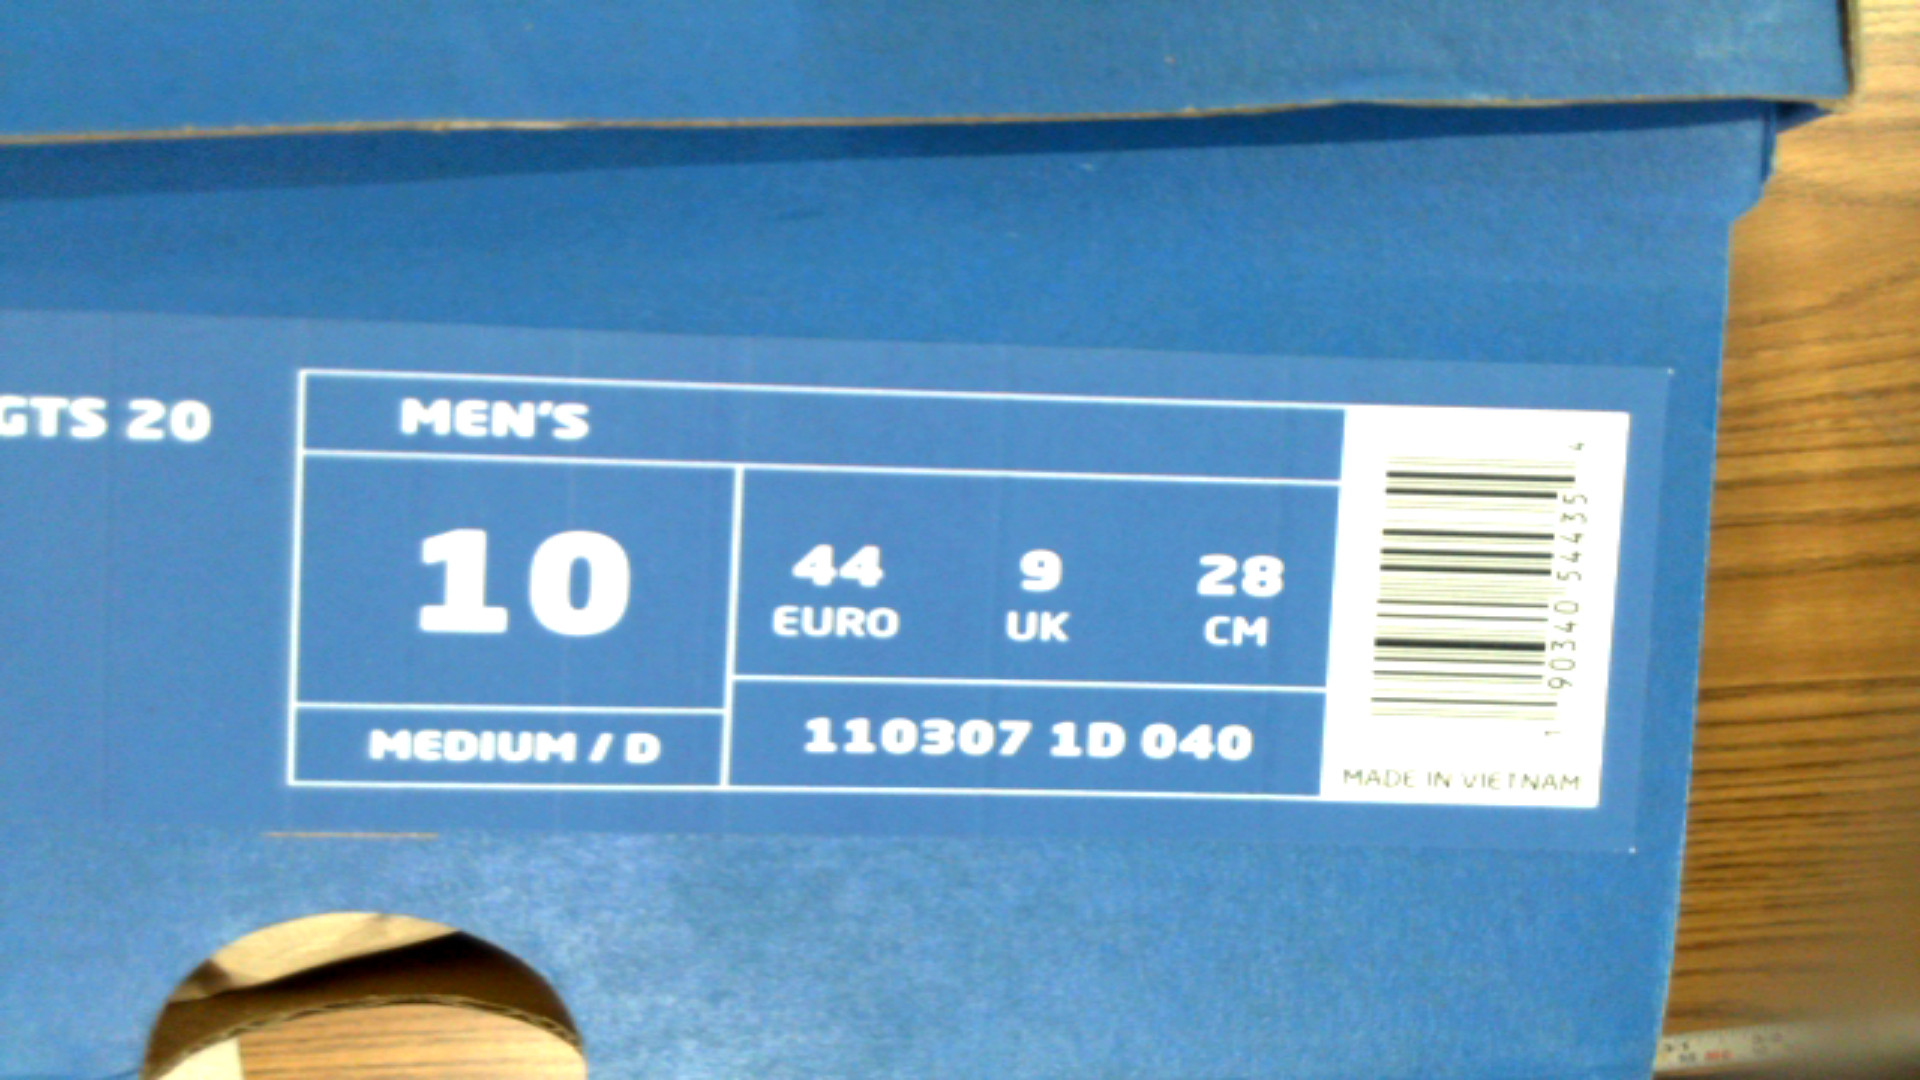 GTS 20
MEN'S
10
MEDIUM / D
44 9 28
EURO UK CM
110307 1D 040
1 90340 54435 4
MADE IN VIETNAM